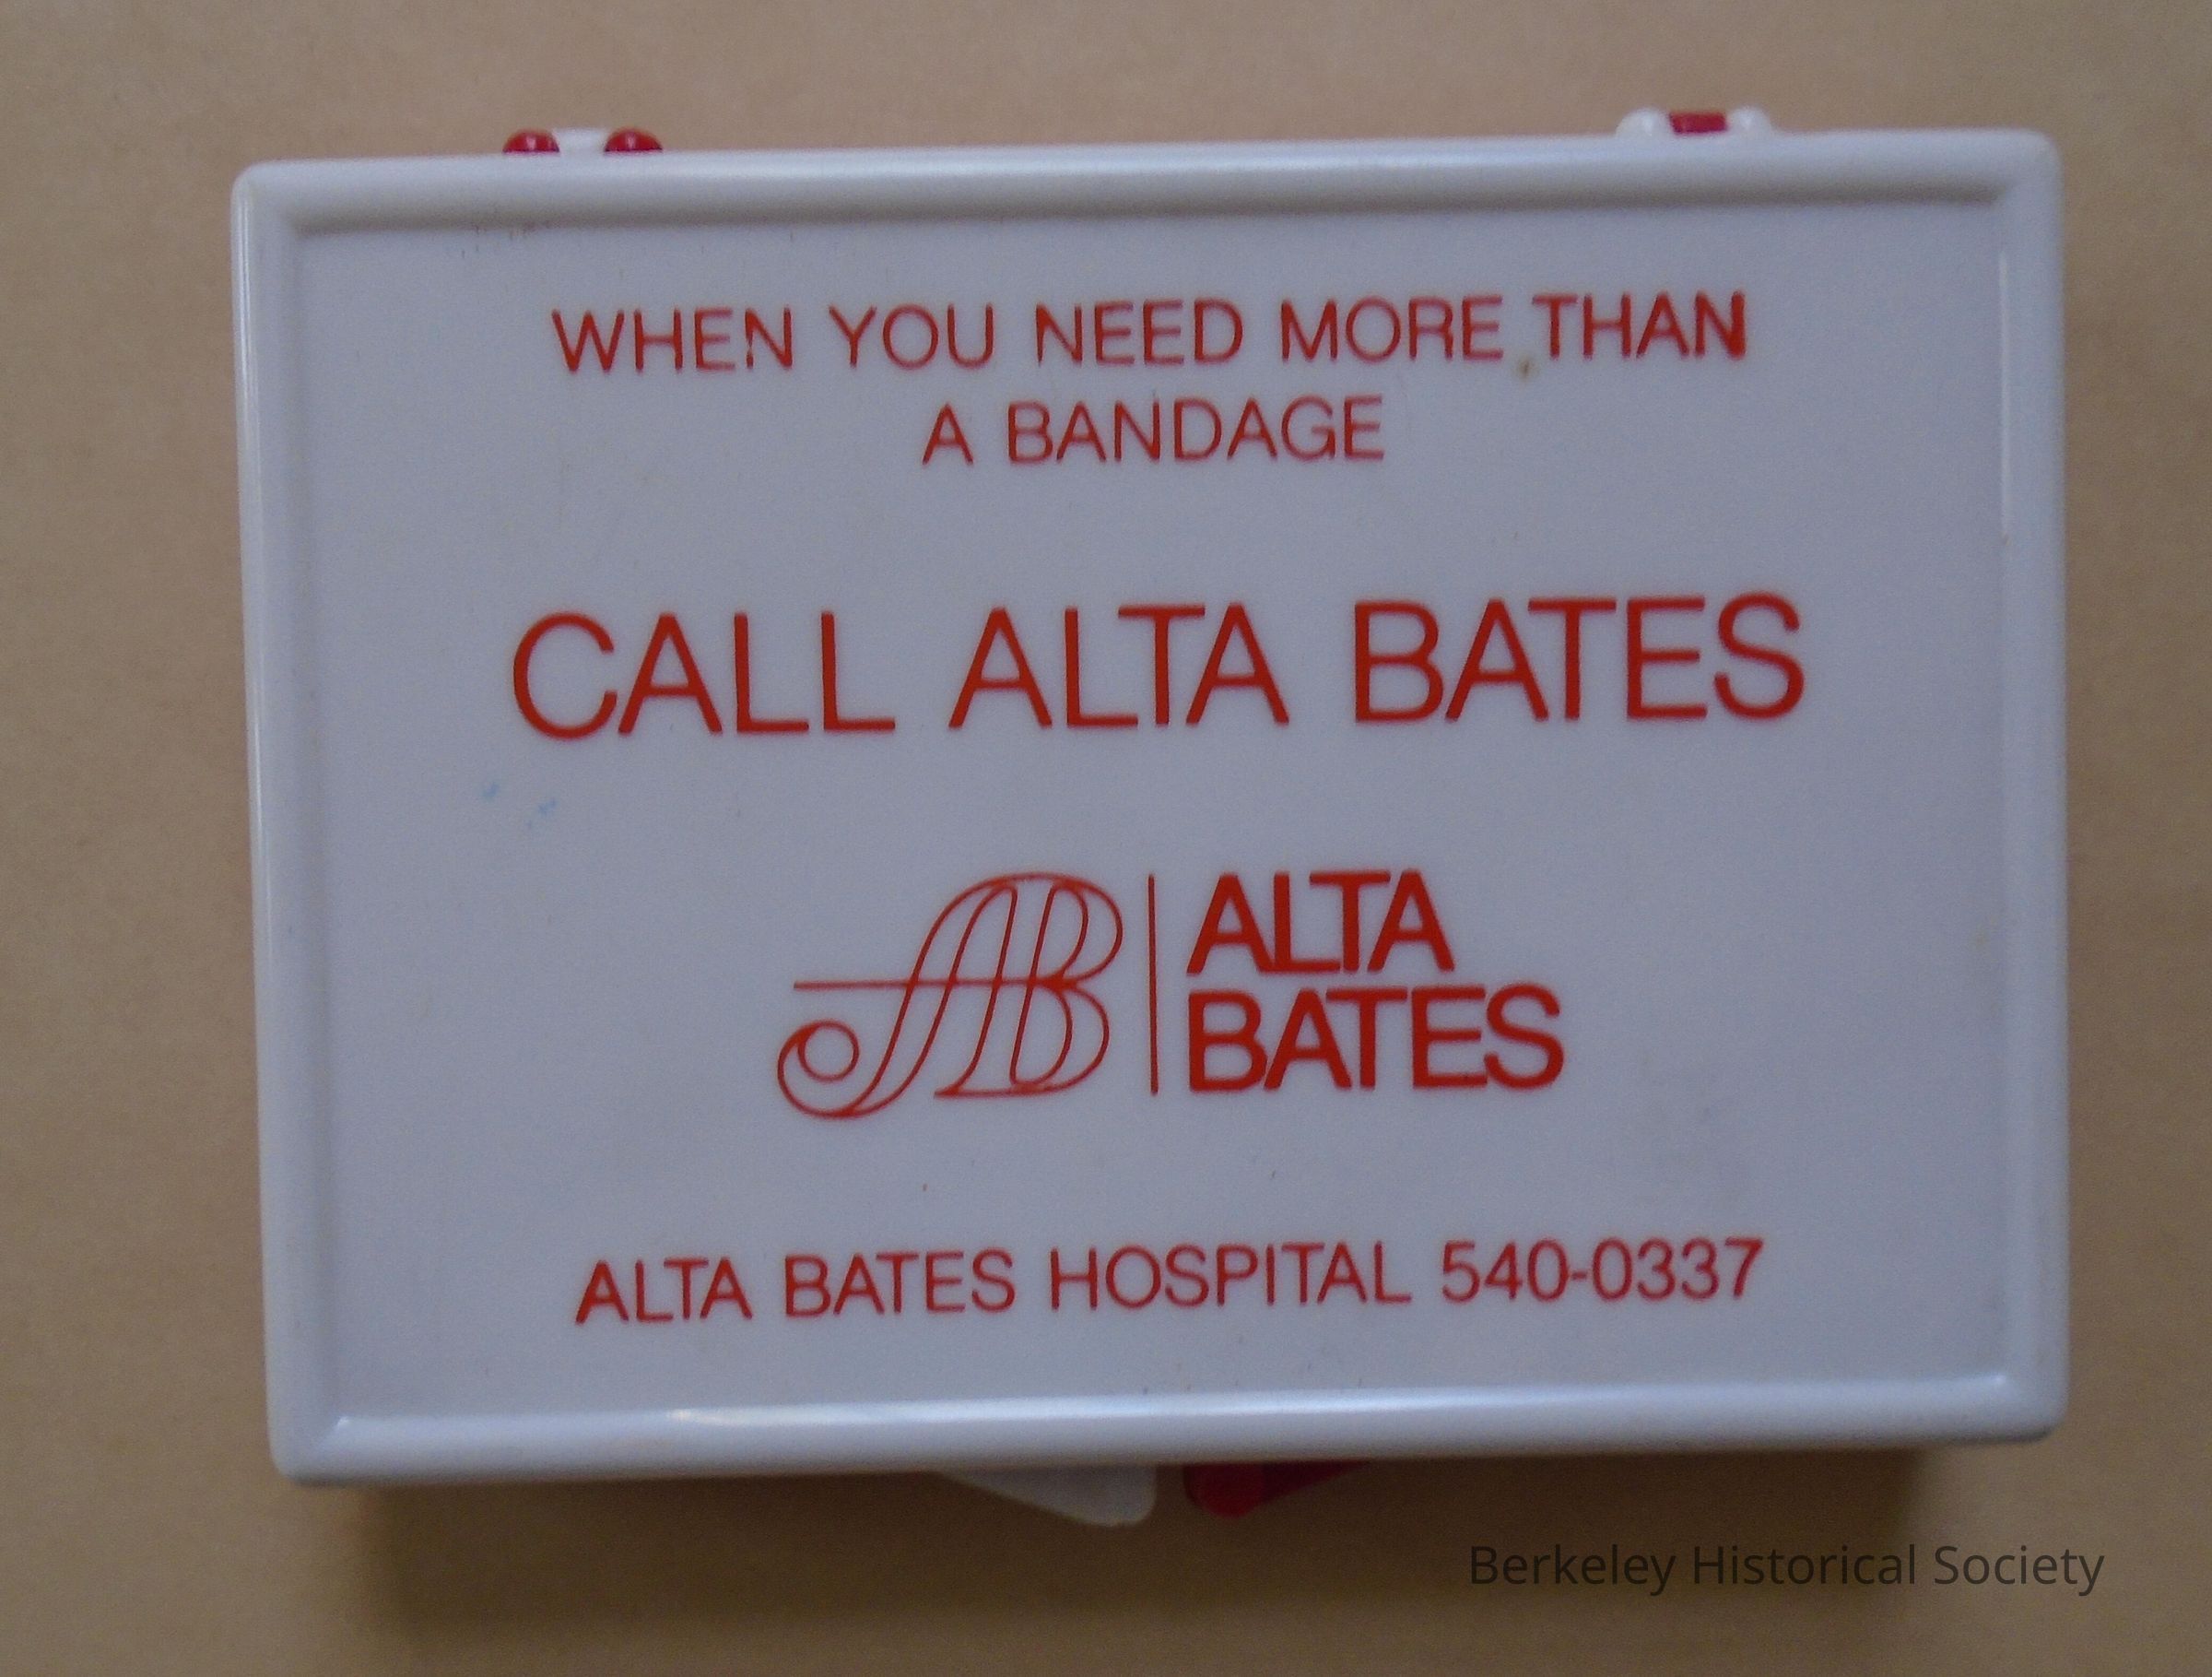 WHEN YOU NEED MORE THAN
A BANDAGE
CALL ALTA BATES
AB
ALTA
BATES
ALTA BATES HOSPITAL 540-0337
Berkeley Historical Society